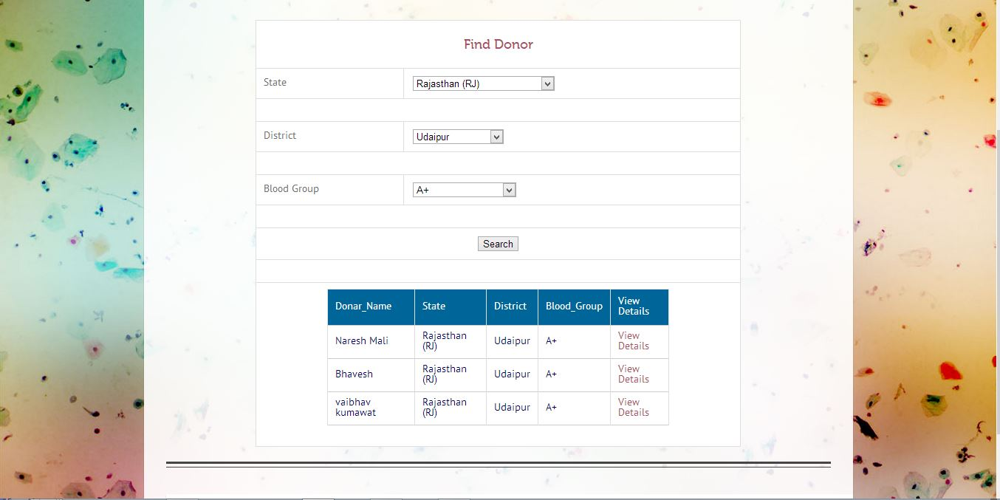 Find Donor
State
Rajasthan (RJ)
District
Udaipur
Blood Group
A+
Search
Donar_Name State District Blood_Group View Details
Naresh Mali Rajasthan (RJ) Udaipur A+ View Details
Bhavesh Rajasthan (RJ) Udaipur A+ View Details
vaibhav kumawat Rajasthan (RJ) Udaipur A+ View Details